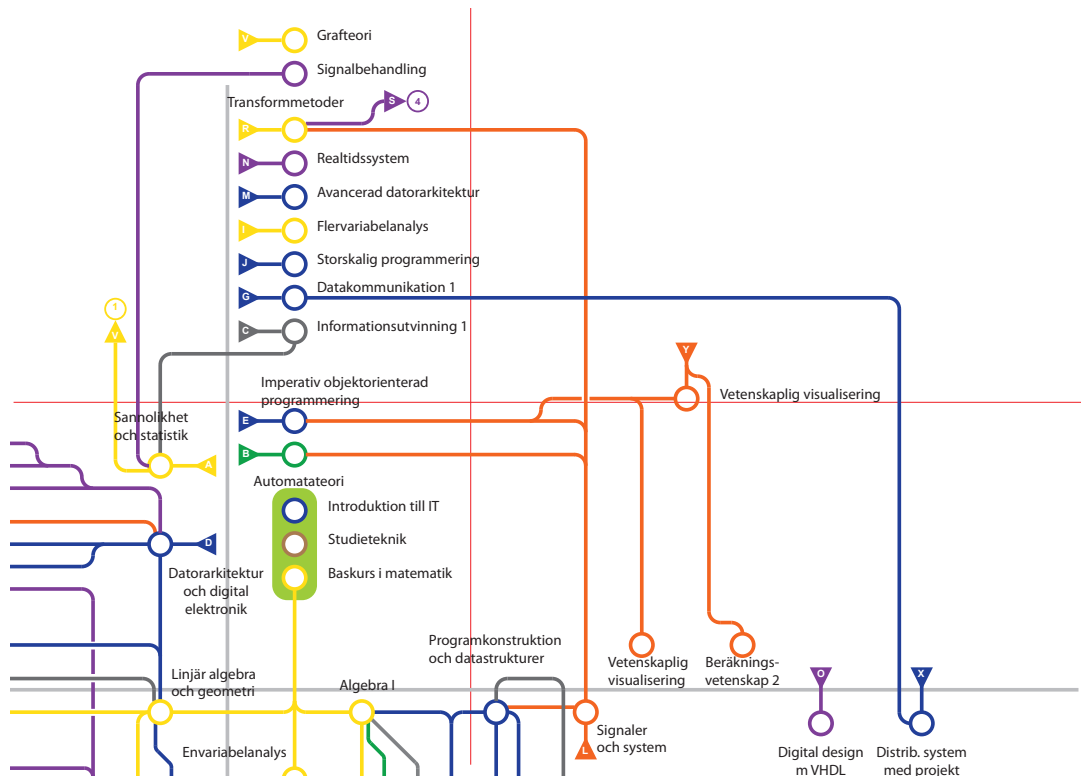 V
Grafteori
Signalbehandling
Transformmetoder
S
4
R
N
Realtidssystem
M
Avancerad datorarkitektur
I
Flervariabelanalys
J
Storskalig programmering
G
Datakommunikation 1
1
V
C
Informationsutvinning 1
Y
Imperativ objektorienterad
programmering
Vetenskaplig visualisering
Sannolikhet
och statistik
E
B
A
Automatateori
Introduktion till IT
D
Studieteknik
Datorarkitektur
och digital
elektronik
Baskurs i matematik
Programkonstruktion
och datastrukturer
Vetenskaplig
visualisering
Beräknings-
vetenskap 2
Linjär algebra
och geometri
Algebra I
O
X
Signaler
och system
L
Envariabelanalys
Digital design
m VHDL
Distrib. system
med projekt